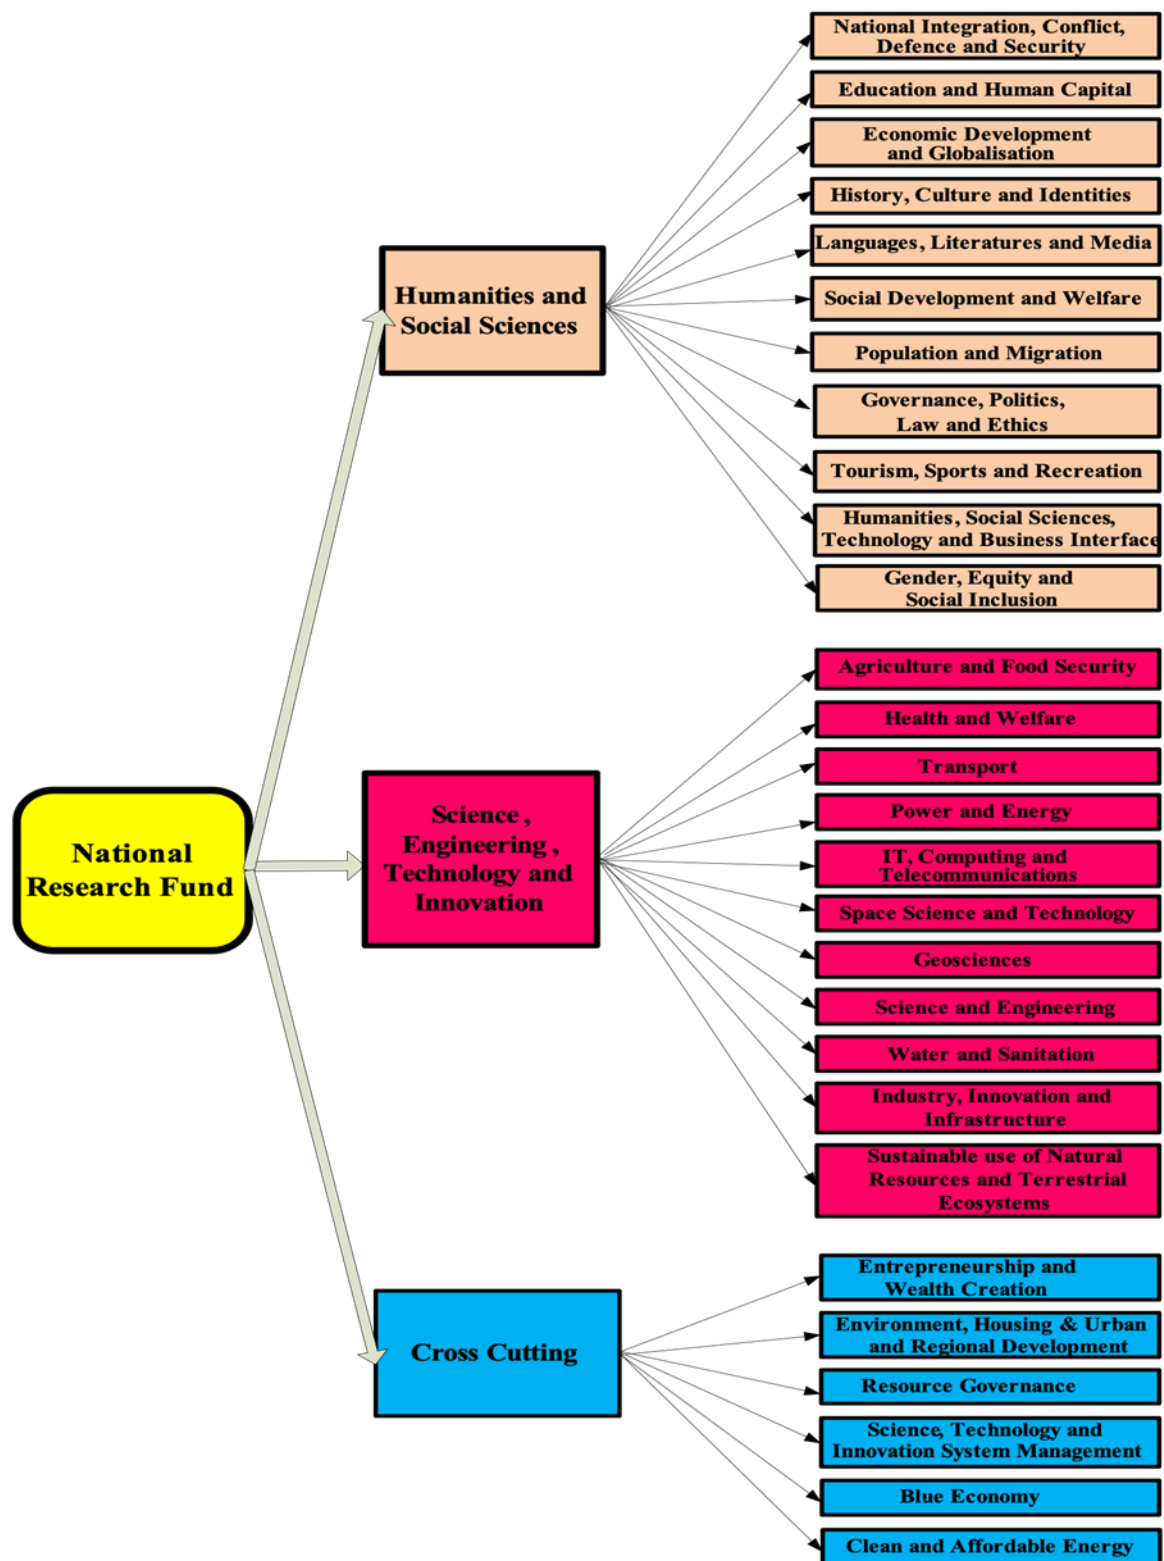 National Integration, Conflict,
Defence and Security
Education and Human Capital
Economic Development
and Globalisation
History, Culture and Identities
Languages, Literatures and Media
Humanities and
Social Sciences
Social Development and Welfare
Population and Migration
Governance, Politics,
Law and Ethics
Tourism, Sports and Recreation
Humanities, Social Sciences,
Technology and Business Interface
Gender, Equity and
Social Inclusion
Agriculture and Food Security
Health and Welfare
Transport
Power and Energy
Science,
Engineering,
Technology and
Innovation
IT, Computing and
Telecommunications
National
Research Fund
Space Science and Technology
Geosciences
Science and Engineering
Water and Sanitation
Industry, Innovation and
Infrastructure
Sustainable use of Natural
Resources and Terrestrial
Ecosystems
Entrepreneurship and
Wealth Creation
Environment, Housing & Urban
and Regional Development
Cross Cutting
Resource Governance
Science, Technology and
Innovation System Management
Blue Economy
Clean and Affordable Energy